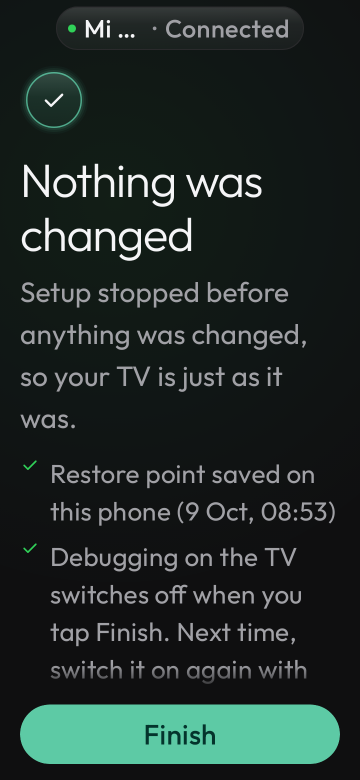 Mi ... · Connected
Nothing was
changed
Setup stopped before
anything was changed,
so your TV is just as it
was.
Restore point saved on
this phone (9 Oct, 08:53)
Debugging on the TV
switches off when you
tap Finish. Next time,
switch it on again with
Finish